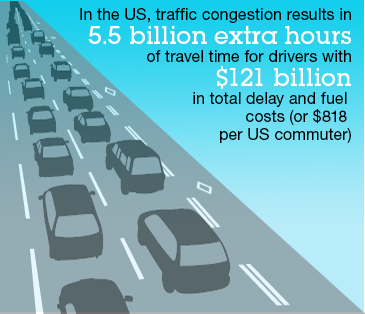 In the US, traffic congestion results in
5.5 billion extra hours
of travel time for drivers with
$121 billion
in total delay and fuel
costs (or $818
per US commuter)